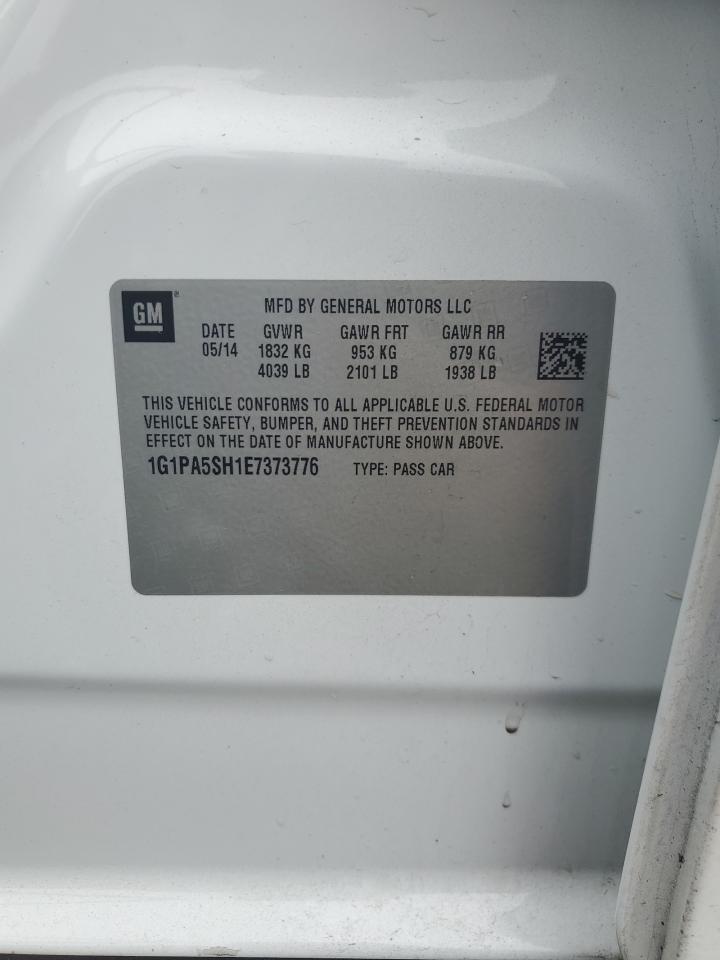 GM
MFD BY GENERAL MOTORS LLC
DATE GVWR GAWR FRT GAWR RR
05/14 1832 KG 953 KG 879 KG
4039 LB 2101 LB 1938 LB
THIS VEHICLE CONFORMS TO ALL APPLICABLE U.S. FEDERAL MOTOR
VEHICLE SAFETY, BUMPER, AND THEFT PREVENTION STANDARDS IN
EFFECT ON THE DATE OF MANUFACTURE SHOWN ABOVE.
1G1PA5SH1E7373776 TYPE: PASS CAR